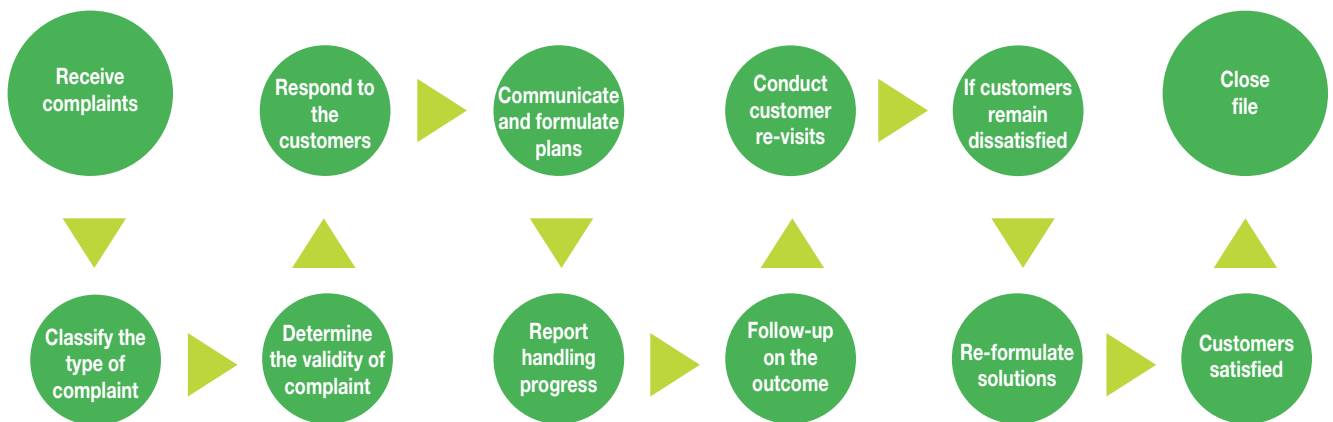 Receive
complaints
Classify the
type of
complaint
Determine
the validity of
complaint
Respond to
the
customers
Communicate
and formulate
plans
Report
handling
progress
Follow-up
on the
outcome
Conduct
customer
re-visits
If customers
remain
dissatisfied
Re-formulate
solutions
Customers
satisfied
Close
file